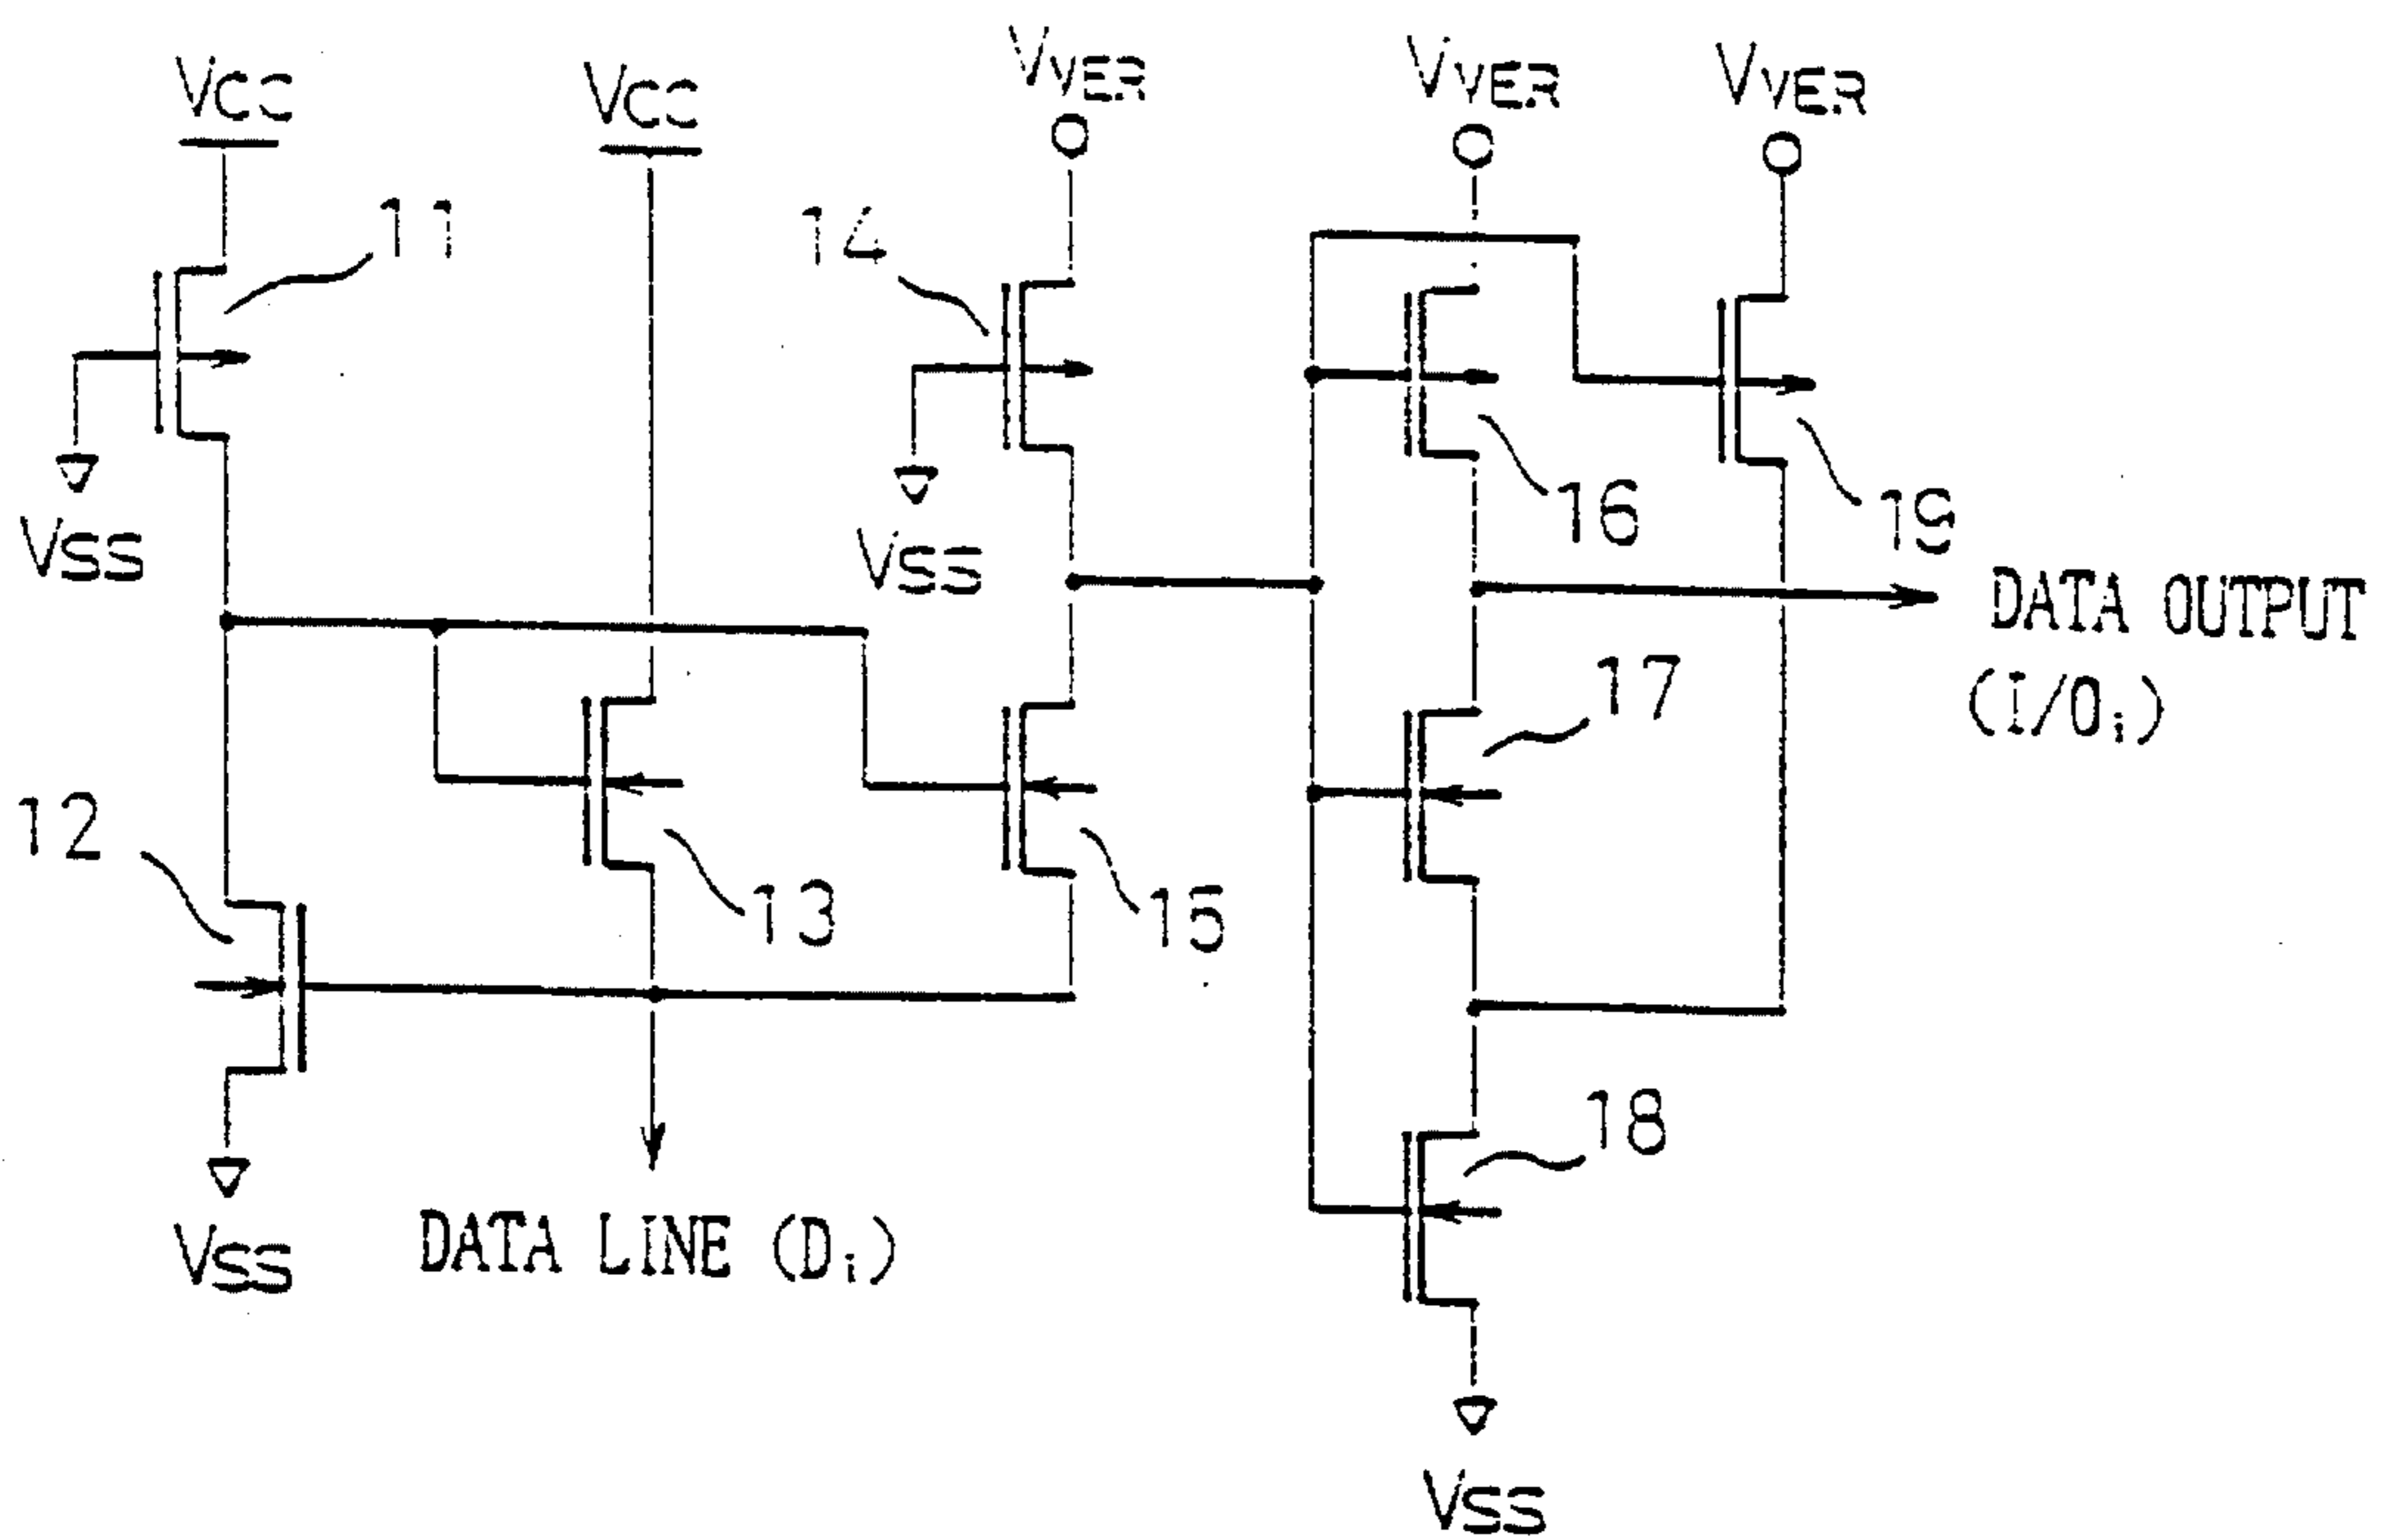 VCC
VCC
VVER
VVER
VVER
11
14
16
19
VSS
VSS
DATA OUTPUT
(I/Oi)
17
12
13
15
18
DATA LINE (Di)
VSS
VSS